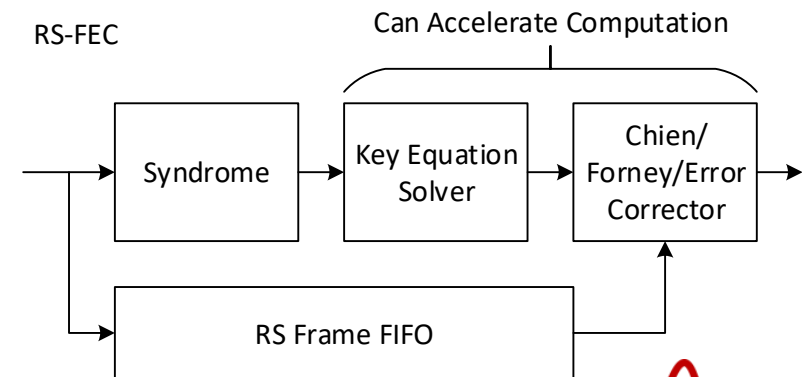 RS-FEC
Can Accelerate Computation
Syndrome
Key Equation
Solver
Chien/
Forney/Error
Corrector
RS Frame FIFO